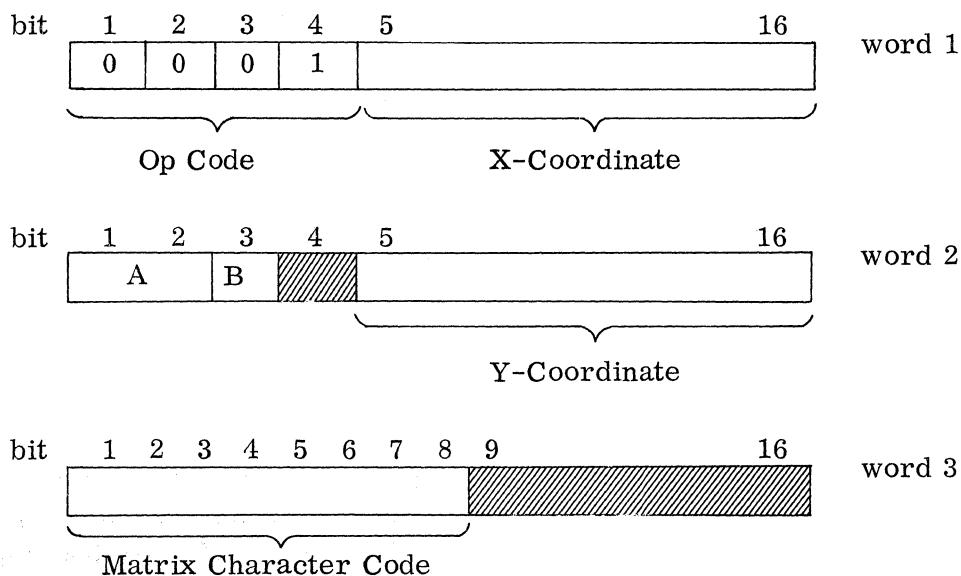 bit 1 2 3 4 5 16 word 1
0 0 0 1
Op Code X-Coordinate
bit 1 2 3 4 5 16 word 2
A B
Y-Coordinate
bit 1 2 3 4 5 6 7 8 9 16 word 3
Matrix Character Code